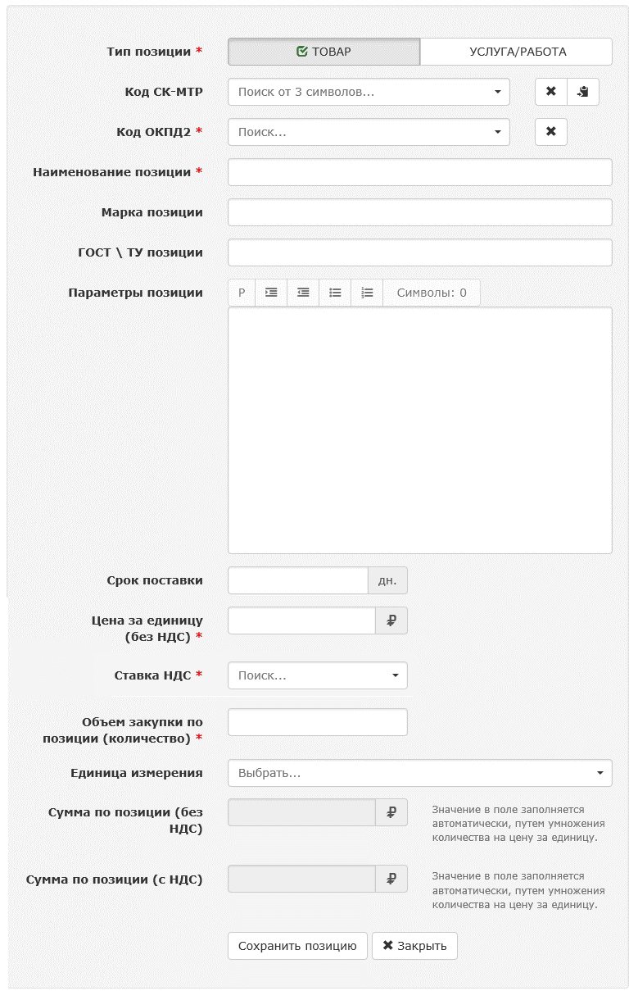 Тип позиции * ТОВАР УСЛУГА/РАБОТА
Код СК-МТР Поиск от 3 символов...
Код ОКПД2 * Поиск...
Наименование позиции *
Марка позиции
ГОСТ \ ТУ позиции
Параметры позиции P Символы: 0
Срок поставки дн.
Цена за единицу
(без НДС) * ₽
Ставка НДС * Поиск...
Объем закупки по
позиции (количество) *
Единица измерения Выбрать...
Сумма по позиции (без
НДС) ₽
Значение в поле заполняется
автоматически, путем умножения
количества на цену за единицу.
Сумма по позиции (с НДС) ₽
Значение в поле заполняется
автоматически, путем умножения
количества на цену за единицу.
Сохранить позицию Закрыть